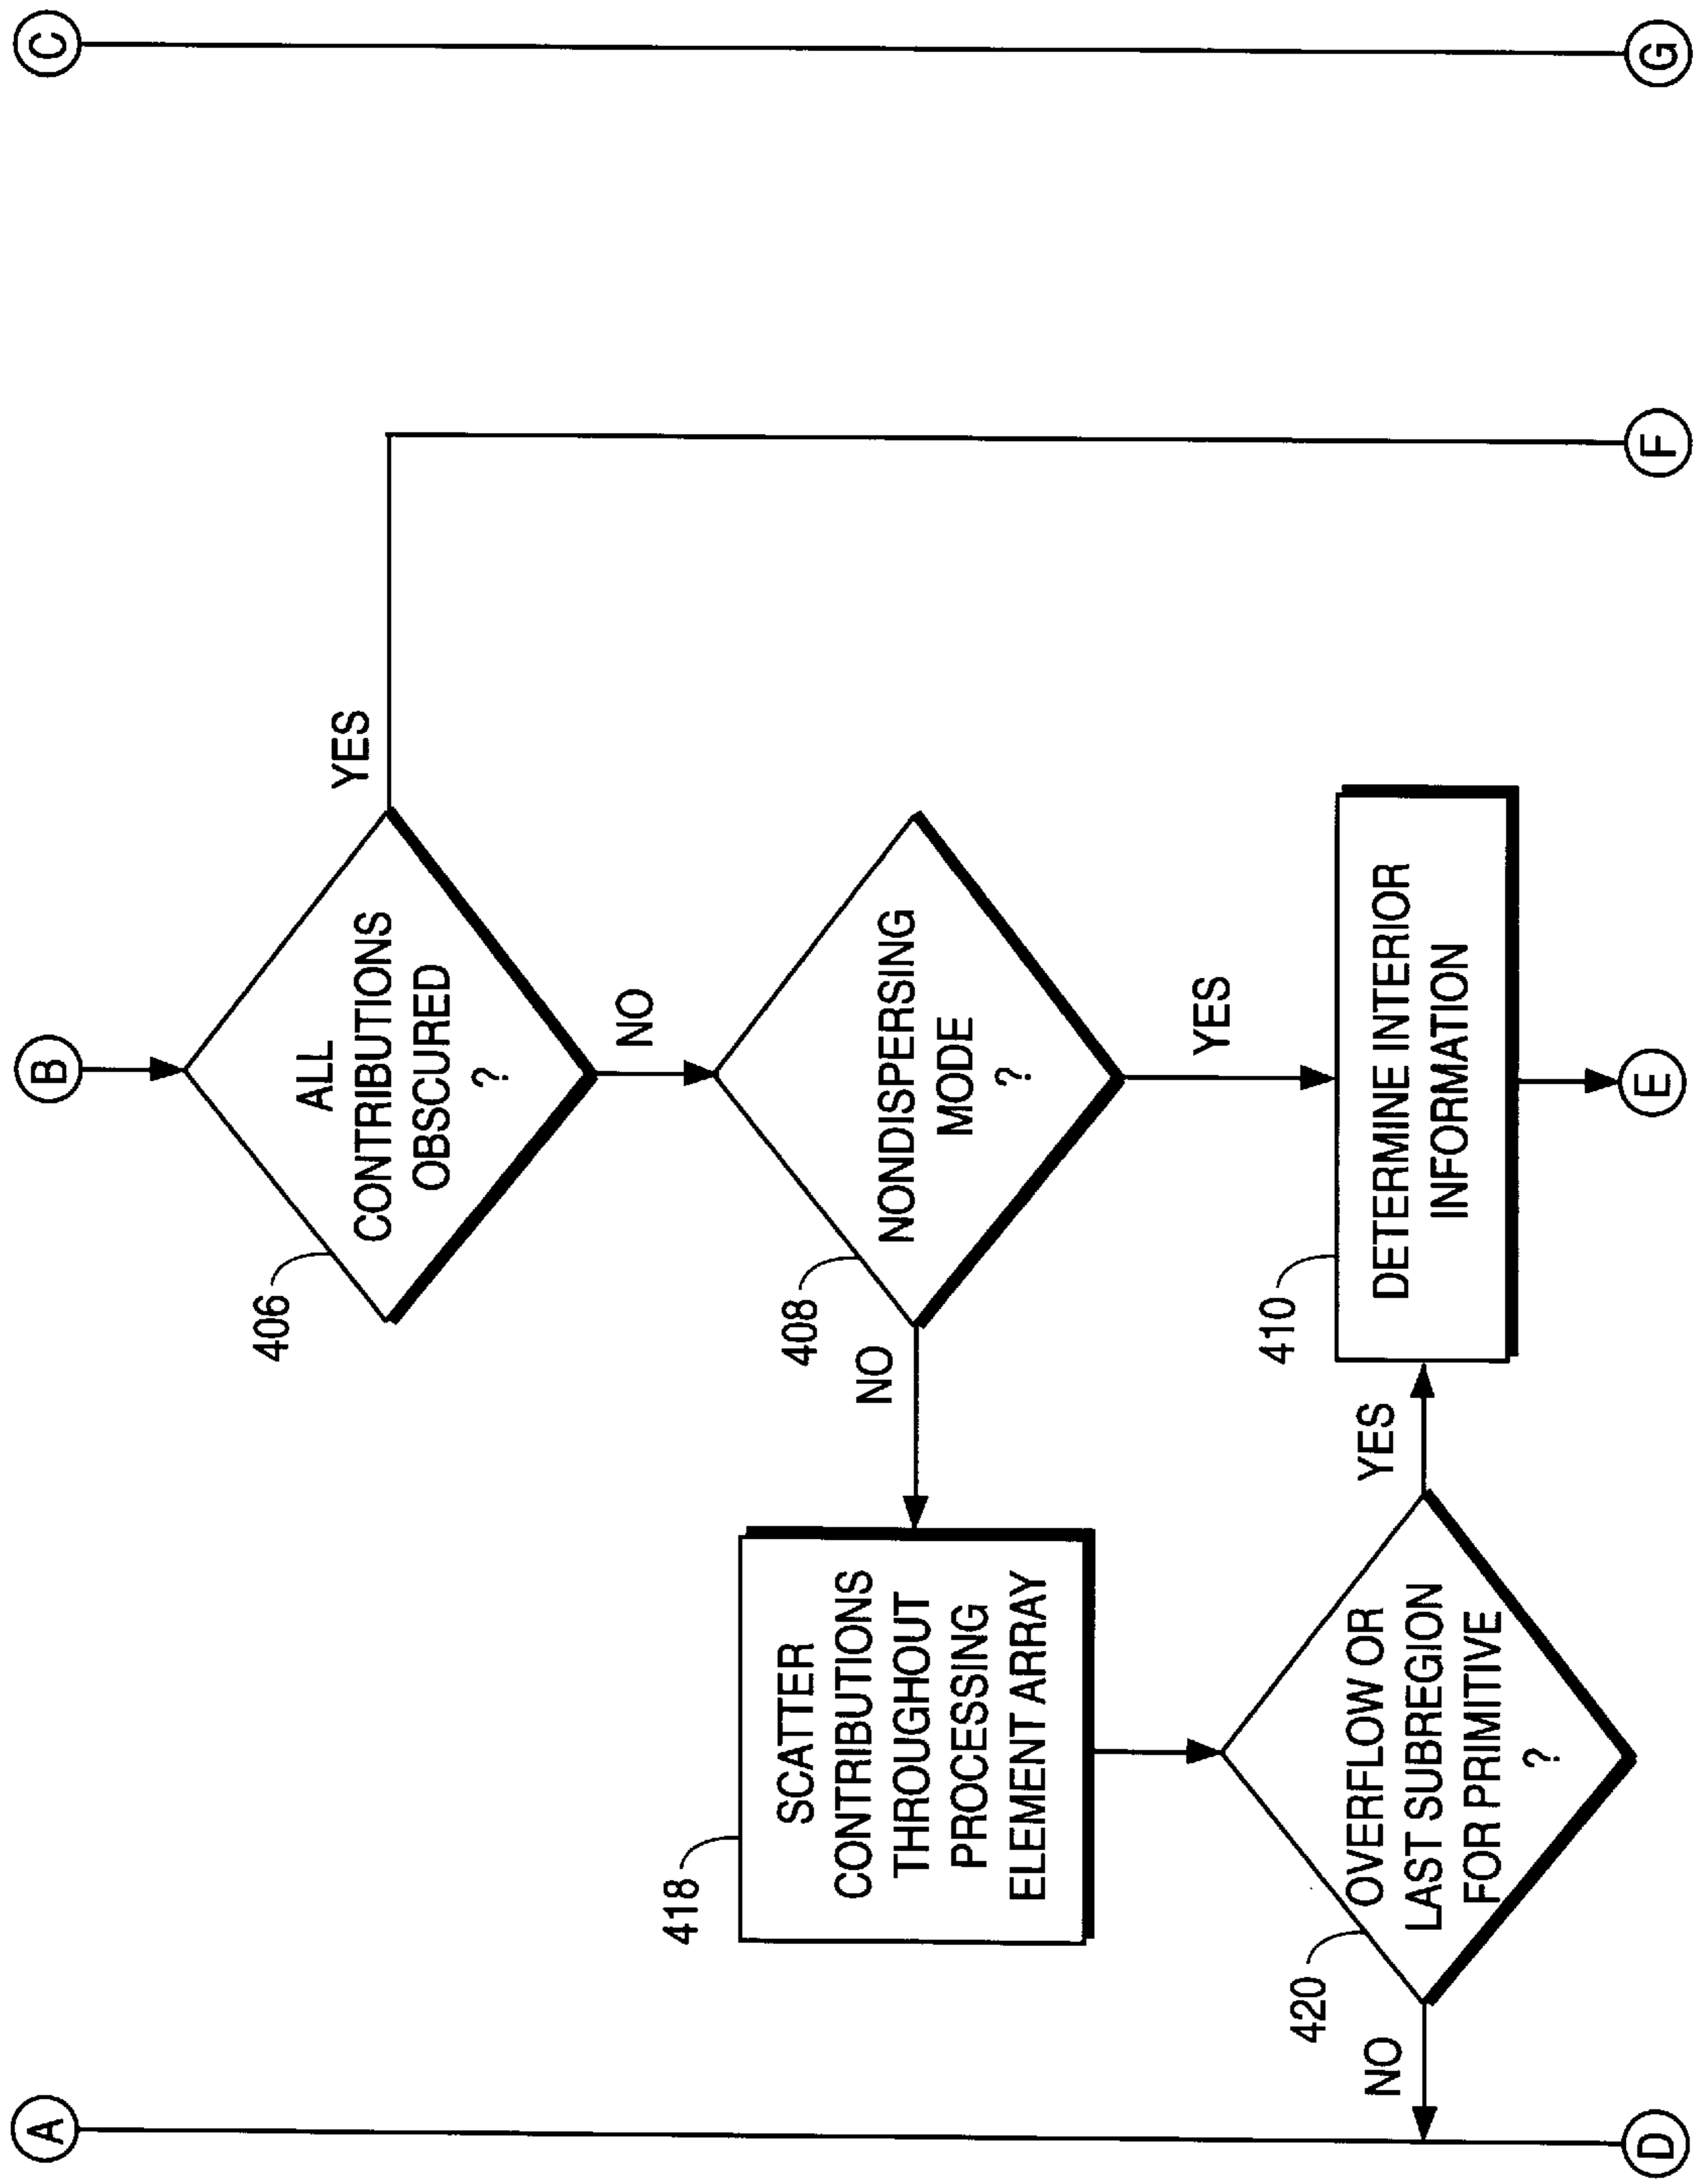 A
B
C
406
ALL
CONTRIBUTIONS
OBSCURED
?
YES
NO
408
NONDISPERSING
MODE
?
NO
YES
418
SCATTER
CONTRIBUTIONS
THROUGHOUT
PROCESSING
ELEMENT ARRAY
420
OVERFLOW OR
LAST SUBREGION
FOR PRIMITIVE
?
NO
YES
410
DETERMINE INTERIOR
INFORMATION
D
E
F
G